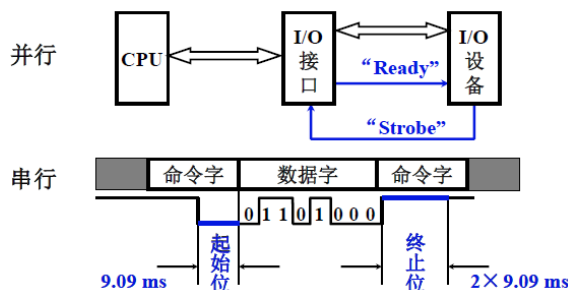 并行
CPU
I/O
接
口
“Ready”
“Strobe”
I/O
设
备
串行
命令字 数据字 命令字
0 1 1 0 1 0 0 0
起
始
位
终
止
位
9.09 ms
2×9.09 ms